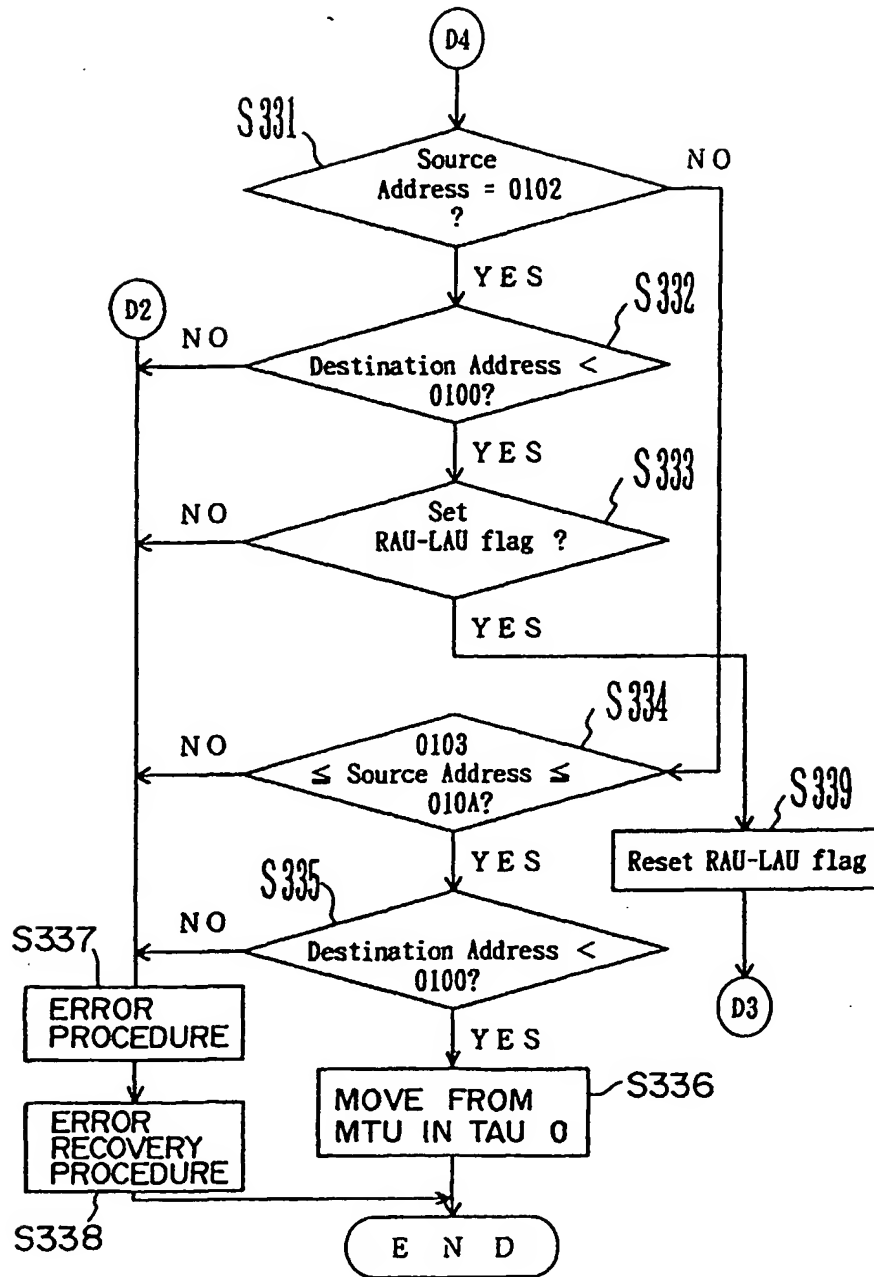 D4
S331
Source
Address = 0102
?
NO
YES
D2
S332
NO
Destination Address <
0100?
YES
S333
NO
Set
RAU-LAU flag ?
YES
S334
NO
0103
≦ Source Address ≦
010A?
S339
YES
Reset RAU-LAU flag
S335
NO
Destination Address <
0100?
S337
D3
YES
ERROR
PROCEDURE
S336
MOVE FROM
MTU IN TAU 0
ERROR
RECOVERY
PROCEDURE
S338
E N D